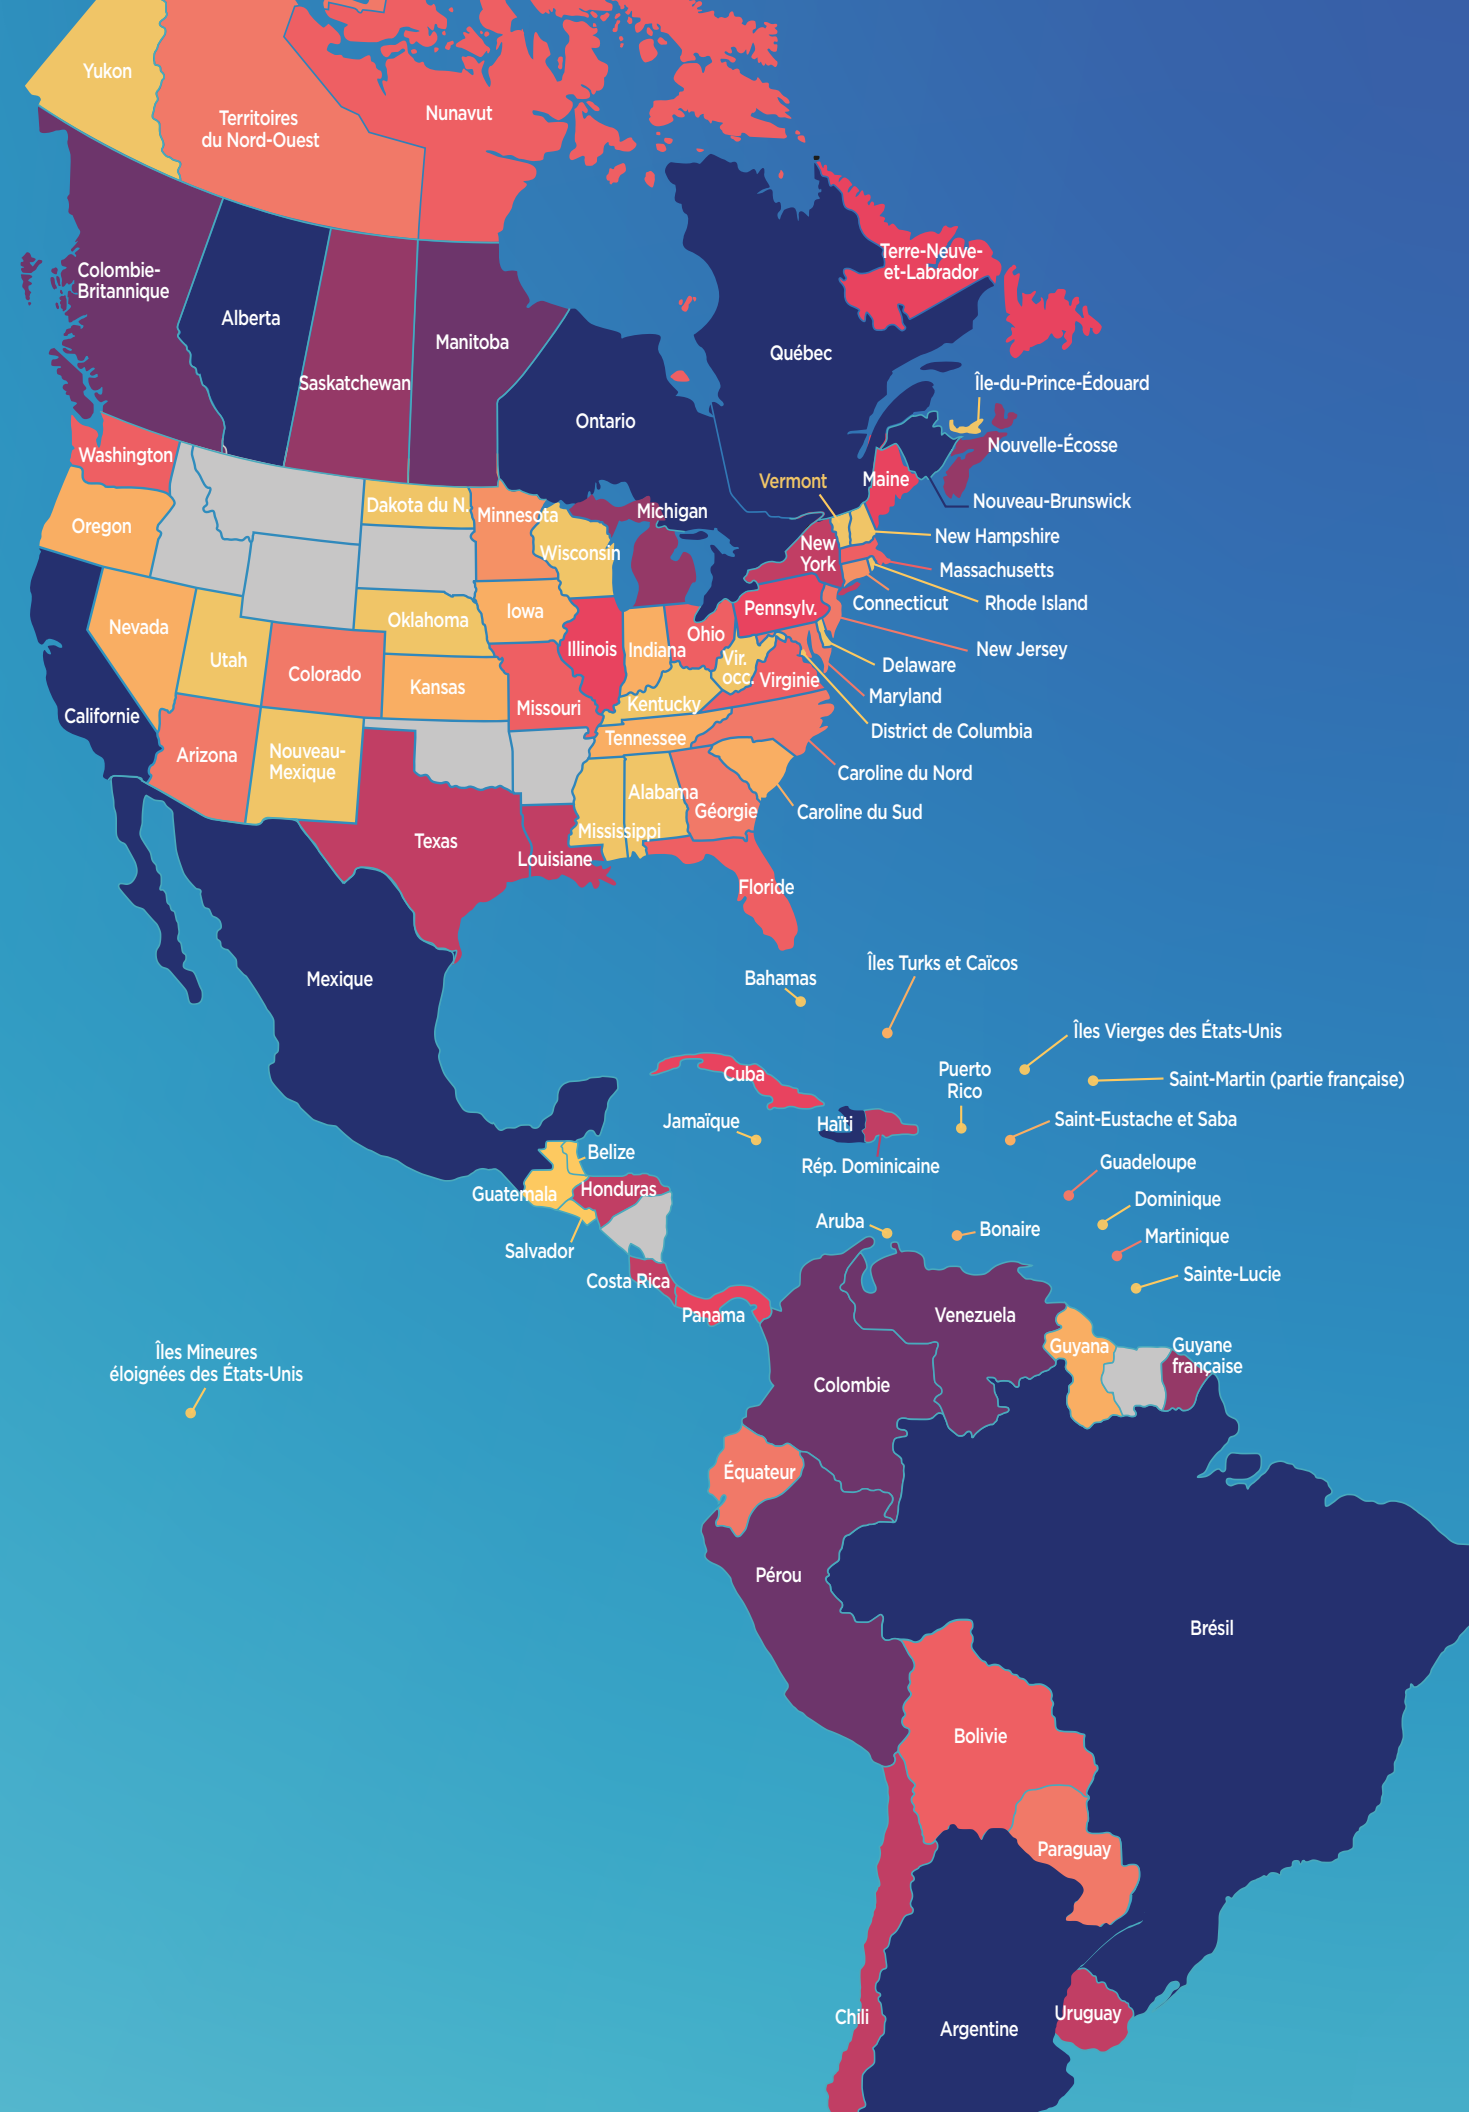 Yukon
Territoires
du Nord-Ouest
Nunavut
Terre-Neuve-
et-Labrador
Colombie-
Britannique
Alberta
Manitoba
Saskatchewan
Québec
Île-du-Prince-Édouard
Ontario
Nouvelle-Écosse
Washington
Vermont
Maine
Dakota du N.
Minnesota
Michigan
Nouveau-Brunswick
Oregon
Wisconsin
New
York
New Hampshire
Massachusetts
Nevada
Oklahoma
Iowa
Pennsylv.
Connecticut
Rhode Island
Utah
Colorado
Illinois
Indiana
Ohio
New Jersey
Kansas
Missouri
Vir.
occ.
Virginie
Delaware
Californie
Kentucky
Maryland
Arizona
Nouveau-
Mexique
Tennessee
District de Columbia
Caroline du Nord
Alabama
Géorgie
Caroline du Sud
Texas
Mississippi
Louisiane
Floride
Mexique
Bahamas
Îles Turks et Caïcos
Îles Vierges des États-Unis
Cuba
Puerto
Rico
Saint-Martin (partie française)
Jamaïque
Haïti
Saint-Eustache et Saba
Belize
Rép. Dominicaine
Guadeloupe
Guatemala
Honduras
Dominique
Aruba
Bonaire
Martinique
Salvador
Costa Rica
Sainte-Lucie
Panama
Venezuela
Îles Mineures
éloignées des États-Unis
Guyana
Guyane
française
Colombie
Équateur
Pérou
Brésil
Bolivie
Paraguay
Chili
Argentine
Uruguay